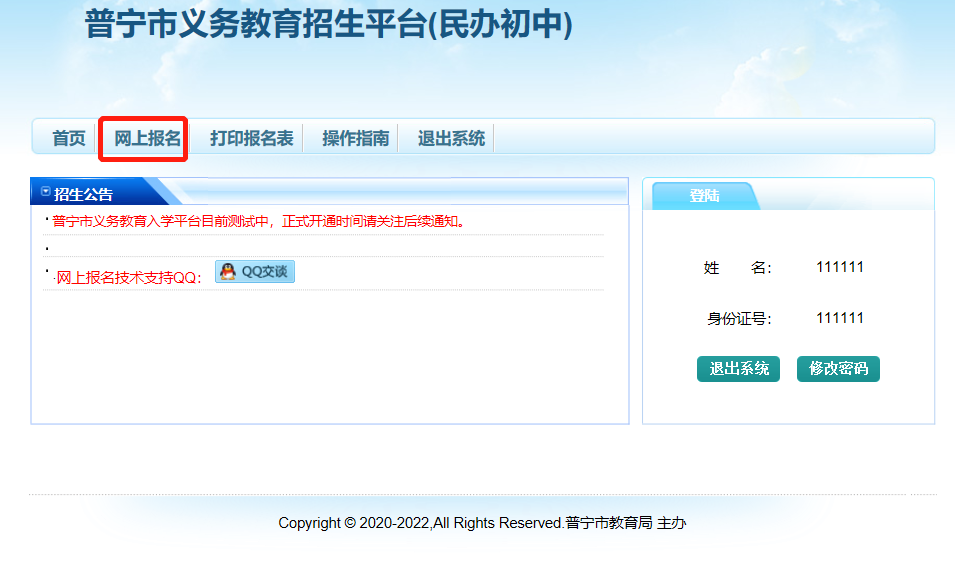 普宁市义务教育招生平台(民办初中)
首页 网上报名 打印报名表 操作指南 退出系统
招生公告
普宁市义务教育入学平台目前测试中，正式开通时间请关注后续通知。
网上报名技术支持QQ： QQ交谈
登陆
姓 名： 111111
身份证号： 111111
退出系统 修改密码
Copyright © 2020-2022,All Rights Reserved.普宁市教育局 主办